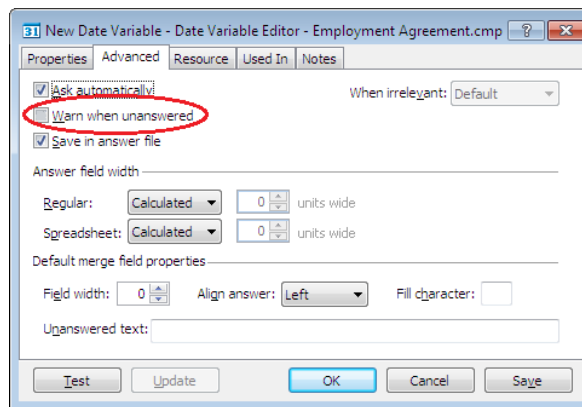 31 New Date Variable - Date Variable Editor - Employment Agreement.cmp ?
Properties Advanced Resource Used In Notes
Ask automatically When irrelevant: Default
Warn when unanswered
Save in answer file
Answer field width
Regular: Calculated 0 units wide
Spreadsheet: Calculated 0 units wide
Default merge field properties
Field width: 0 Align answer: Left Fill character:
Unanswered text:
Test Update OK Cancel Save